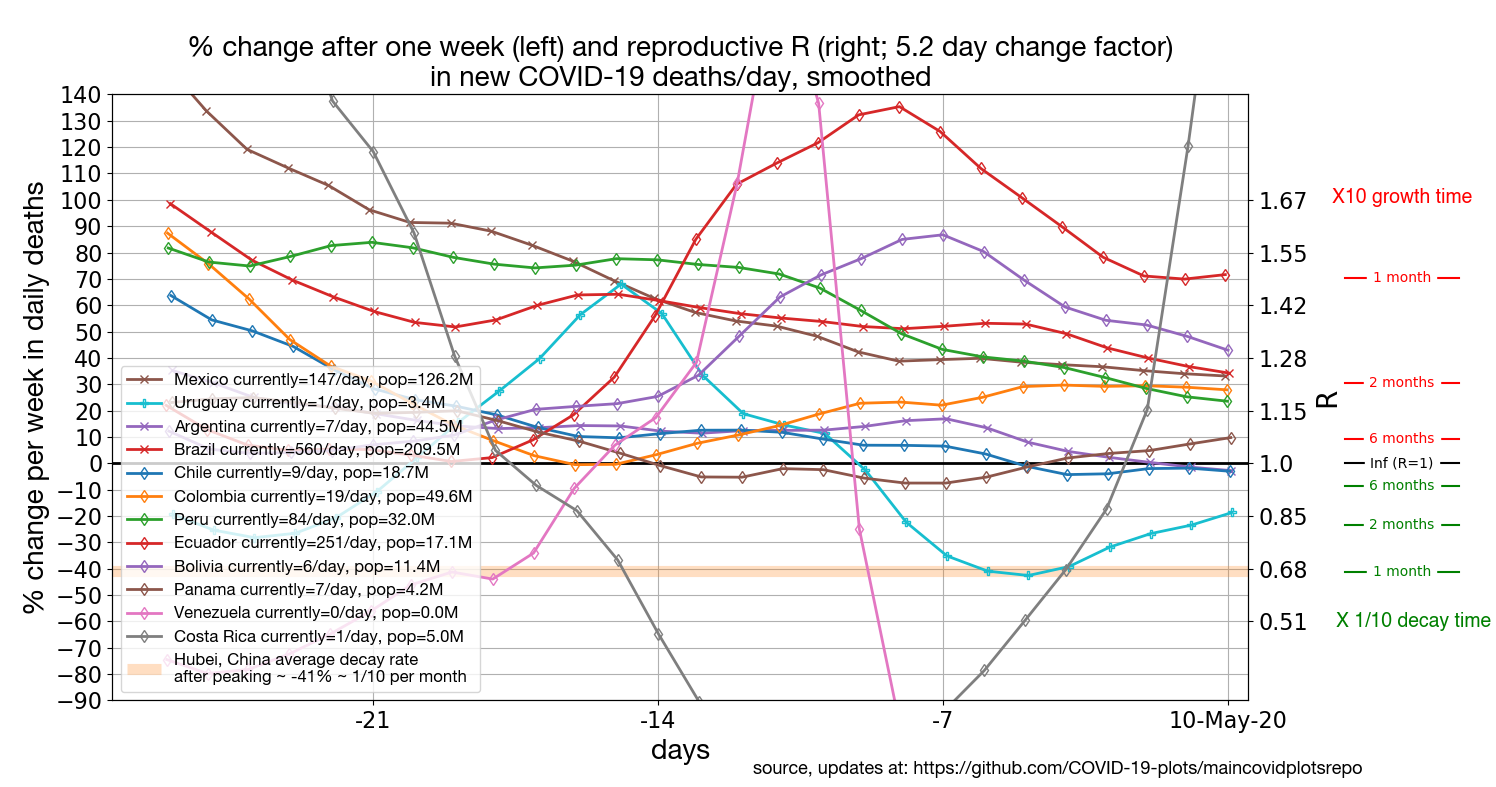 % change after one week (left) and reproductive R (right; 5.2 day change factor)
in new COVID-19 deaths/day, smoothed
% change per week in daily deaths
140
130
120
110
100
90
80
70
60
50
40
30
20
10
0
−10
−20
−30
−40
−50
−60
−70
−80
−90
Mexico currently=147/day, pop=126.2M
Uruguay currently=1/day, pop=3.4M
Argentina currently=7/day, pop=44.5M
Brazil currently=560/day, pop=209.5M
Chile currently=9/day, pop=18.7M
Colombia currently=19/day, pop=49.6M
Peru currently=84/day, pop=32.0M
Ecuador currently=251/day, pop=17.1M
Bolivia currently=6/day, pop=11.4M
Panama currently=7/day, pop=4.2M
Venezuela currently=0/day, pop=0.0M
Costa Rica currently=1/day, pop=5.0M
Hubei, China average decay rate
after peaking ~ -41% ~ 1/10 per month
-21
-14
-7
10-May-20
days
1.67
1.55
1.42
1.28
1.15
1.0
0.85
0.68
0.51
R
X10 growth time
1 month
2 months
6 months
Inf (R=1)
6 months
2 months
1 month
X 1/10 decay time
source, updates at: https://github.com/COVID-19-plots/maincovidplotsrepo